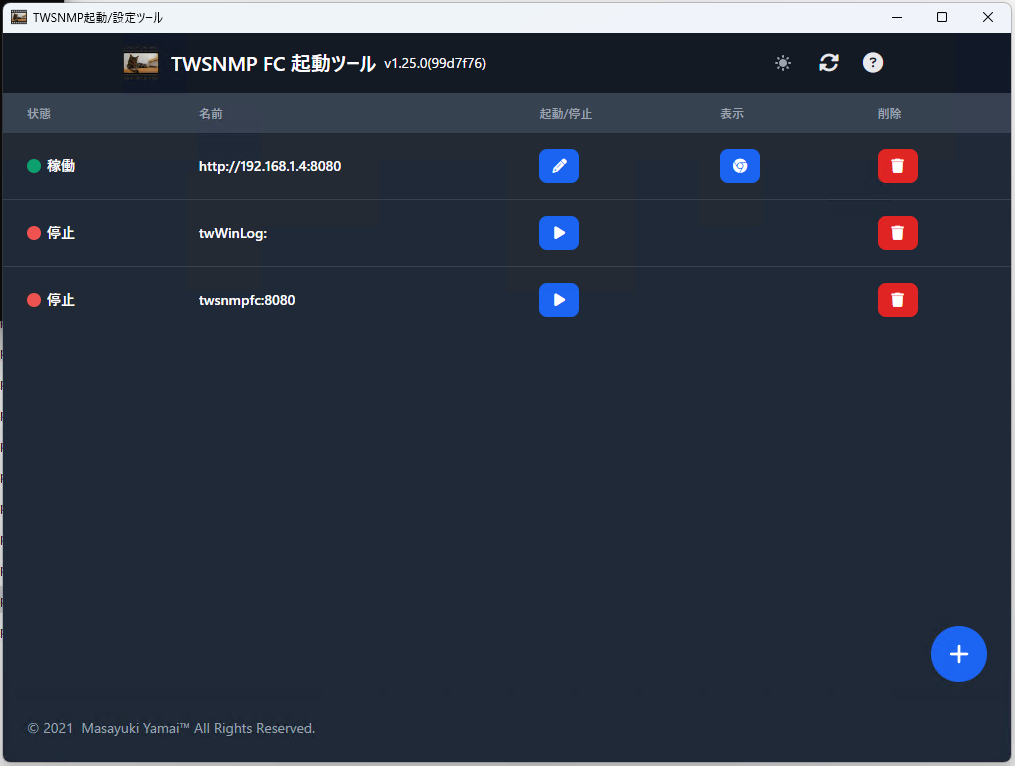 TWSNMP起動/設定ツール
TWSNMP FC 起動ツール v1.25.0(99d7f76)
状態 名前 起動/停止 表示 削除
稼働 http://192.168.1.4:8080
停止 twWinLog:
停止 twsnmpfc:8080
© 2021 Masayuki Yamai™ All Rights Reserved.